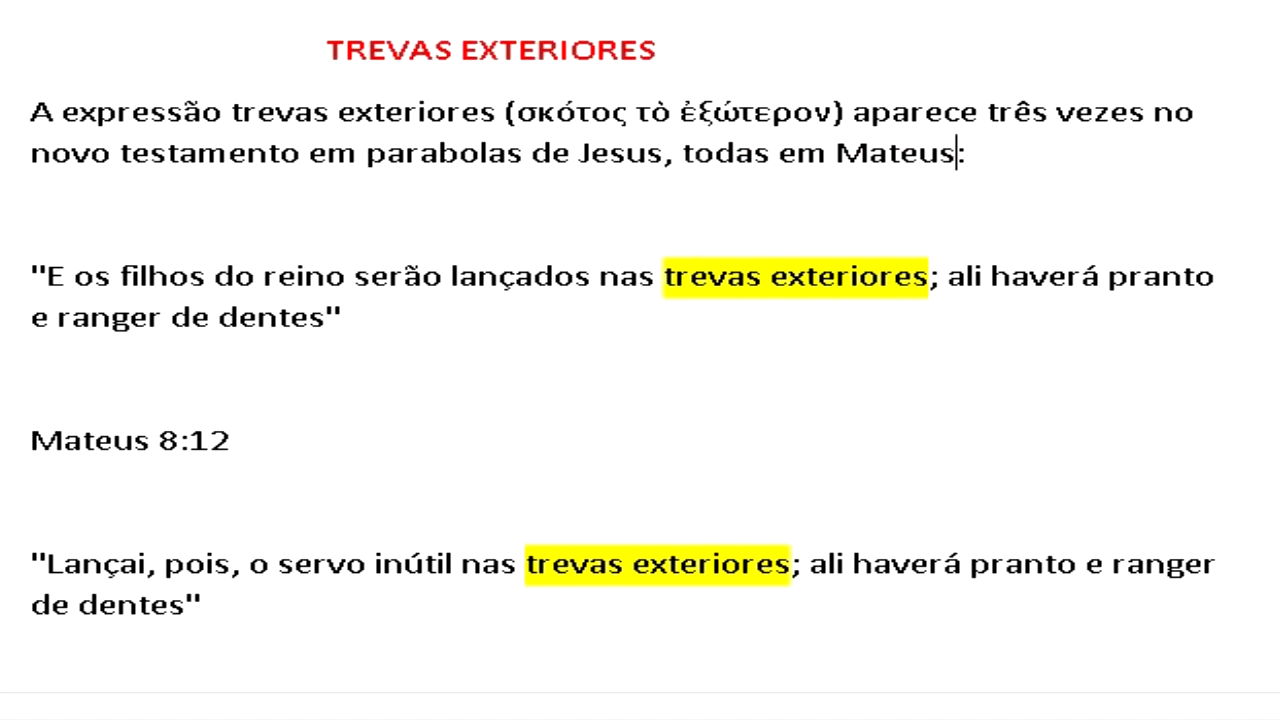 TREVAS EXTERIORES
A expressão trevas exteriores (σκότος τὸ ἐξώτερον) aparece três vezes no
novo testamento em parabolas de Jesus, todas em Mateus:
"E os filhos do reino serão lançados nas trevas exteriores; ali haverá pranto
e ranger de dentes"
Mateus 8:12
"Lançai, pois, o servo inútil nas trevas exteriores; ali haverá pranto e ranger
de dentes"